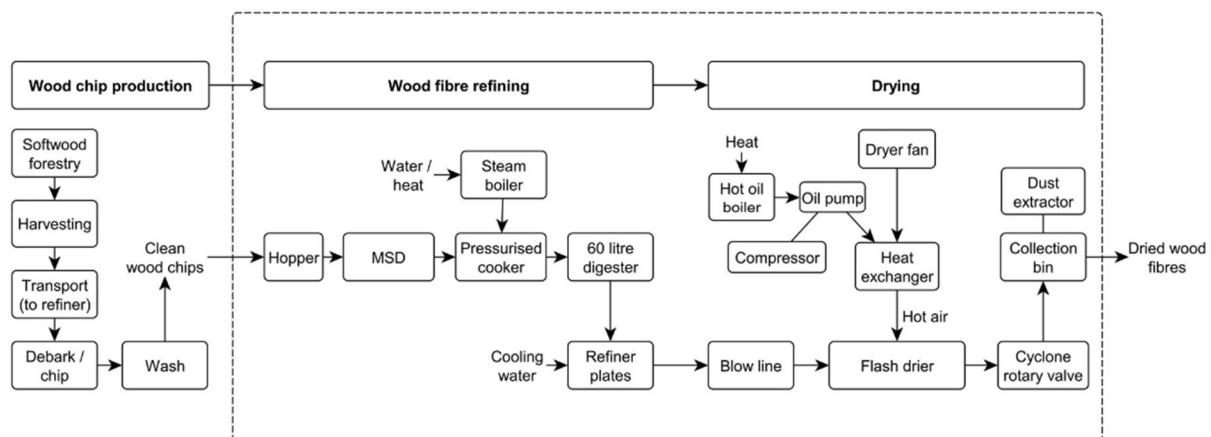 Wood chip production
Wood fibre refining
Drying
Softwood
forestry
Harvesting
Transport
(to refiner)
Debark /
chip
Wash
Clean
wood chips
Water /
heat
Steam
boiler
Hopper
MSD
Pressurised
cooker
60 litre
digester
Cooling
water
Refiner
plates
Heat
Hot oil
boiler
Oil pump
Compressor
Dryer fan
Heat
exchanger
Hot air
Blow line
Flash drier
Cyclone
rotary valve
Collection
bin
Dust
extractor
Dried wood
fibres